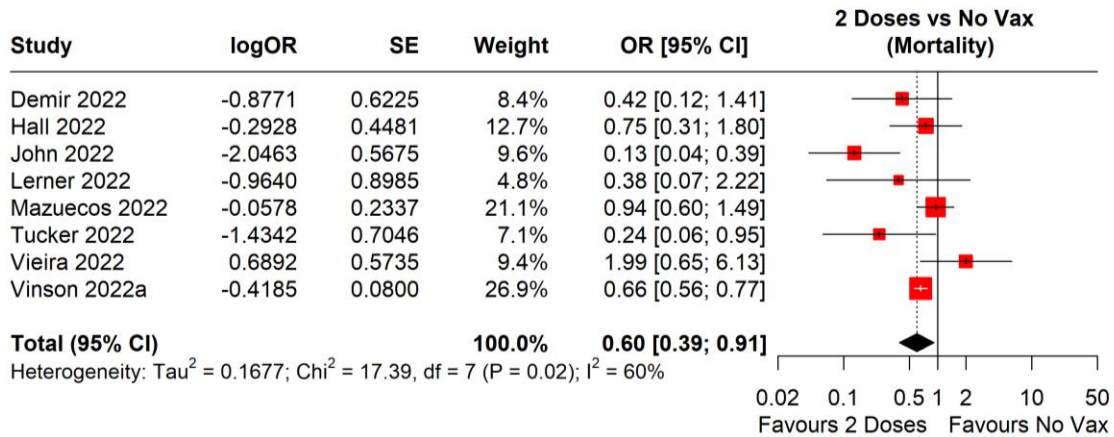 2 Doses vs No Vax
Study logOR SE Weight OR [95% CI] (Mortality)
Demir 2022 -0.8771 0.6225 8.4% 0.42 [0.12; 1.41]
Hall 2022 -0.2928 0.4481 12.7% 0.75 [0.31; 1.80]
John 2022 -2.0463 0.5675 9.6% 0.13 [0.04; 0.39]
Lerner 2022 -0.9640 0.8985 4.8% 0.38 [0.07; 2.22]
Mazuecos 2022 -0.0578 0.2337 21.1% 0.94 [0.60; 1.49]
Tucker 2022 -1.4342 0.7046 7.1% 0.24 [0.06; 0.95]
Vieira 2022 0.6892 0.5735 9.4% 1.99 [0.65; 6.13]
Vinson 2022a -0.4185 0.0800 26.9% 0.66 [0.56; 0.77]
Total (95% CI) 100.0% 0.60 [0.39; 0.91]
Heterogeneity: Tau² = 0.1677; Chi² = 17.39, df = 7 (P = 0.02); I² = 60%
0.02 0.1 0.5 1 2 10 50
Favours 2 Doses Favours No Vax